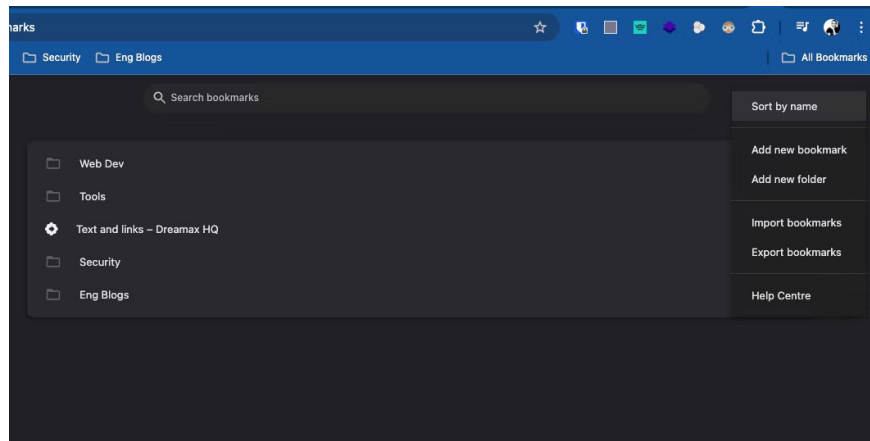 narks
Security Eng Blogs All Bookmarks
Search bookmarks
Sort by name
Add new bookmark
Add new folder
Import bookmarks
Export bookmarks
Help Centre
Web Dev
Tools
Text and links – Dreamax HQ
Security
Eng Blogs